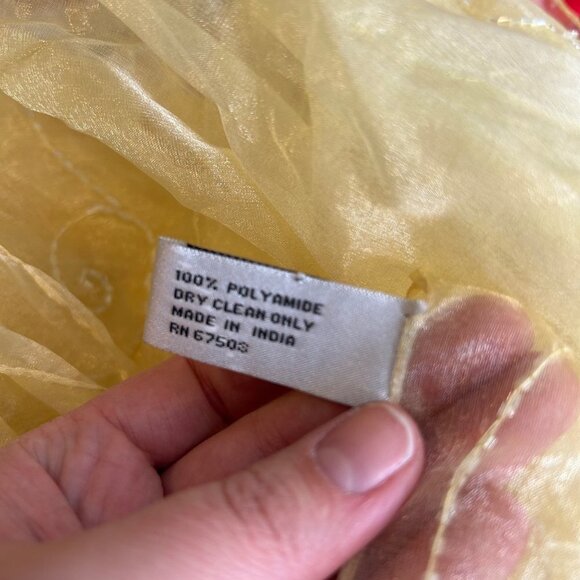 100% POLYAMIDE
DRY CLEAN ONLY
MADE IN INDIA
RN 67503